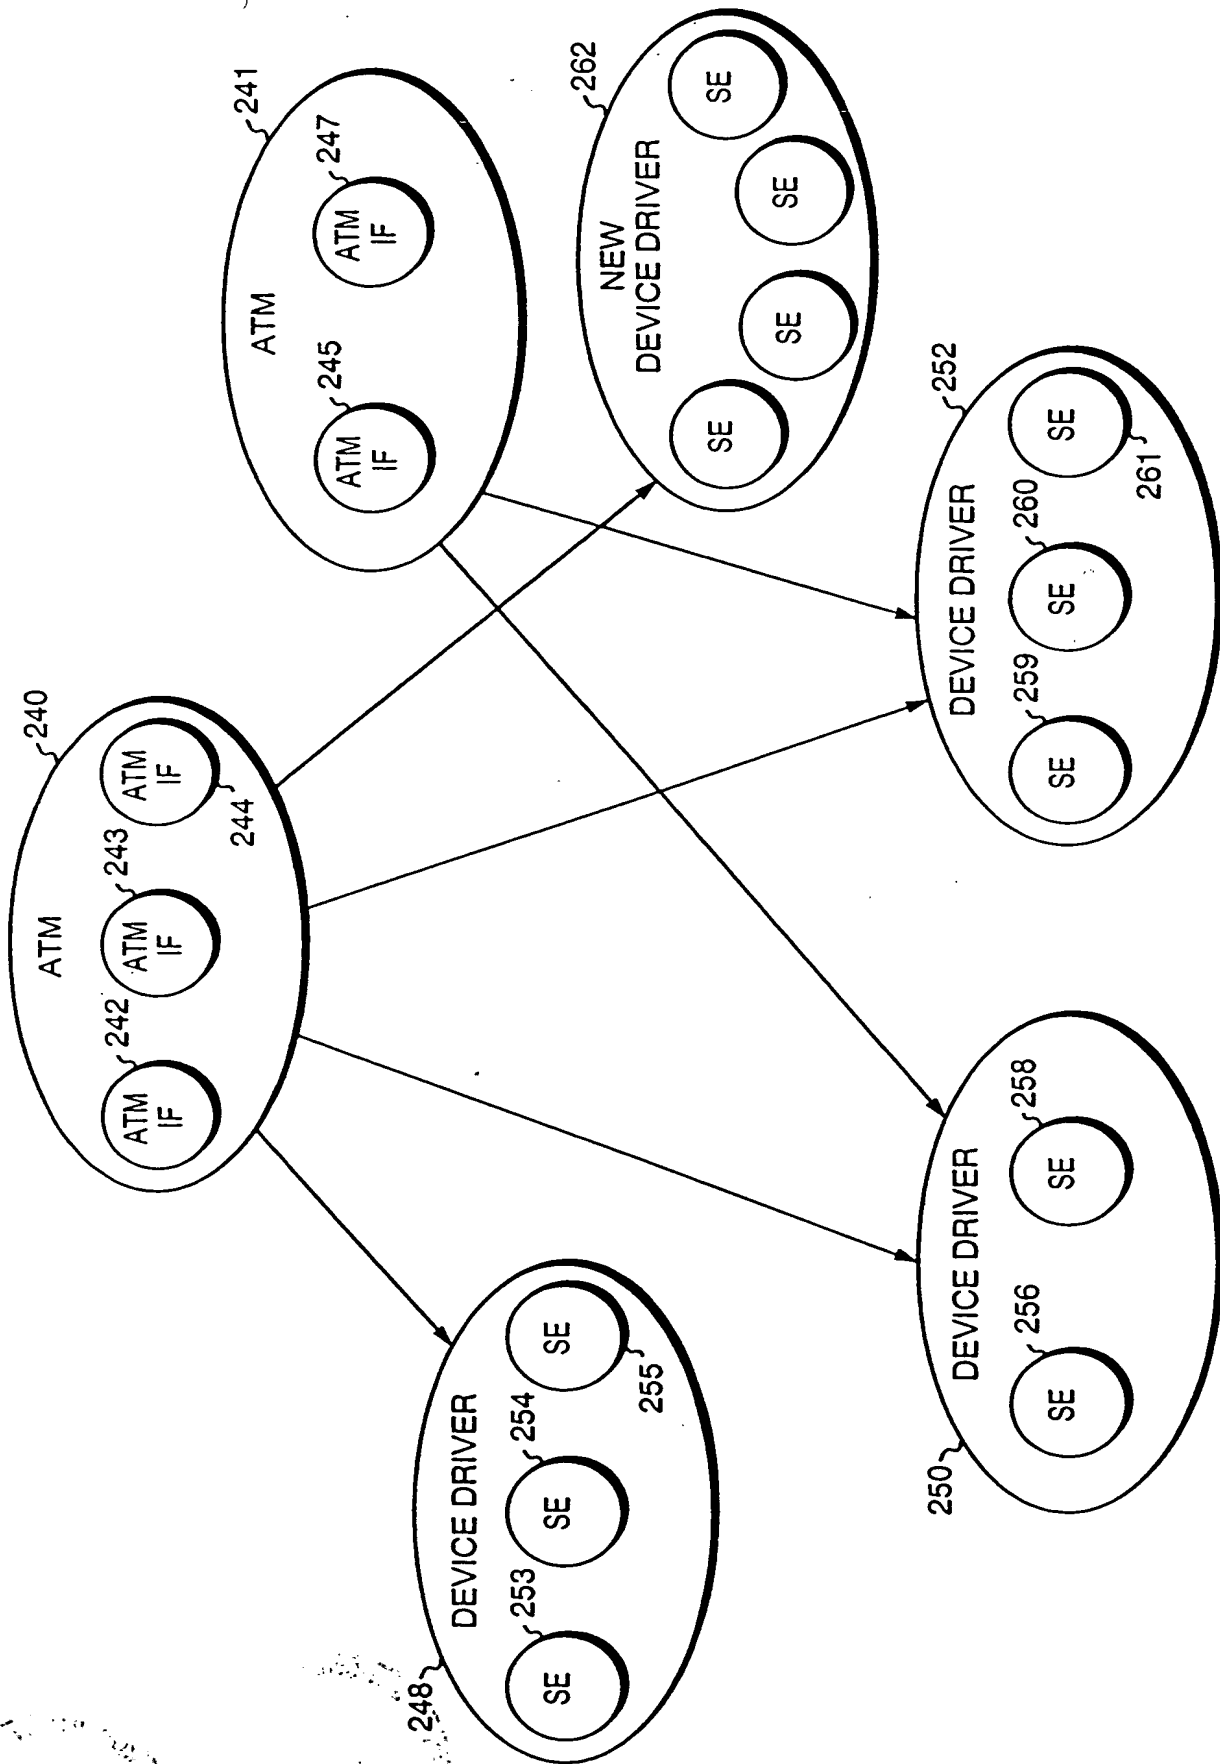 ATM
240
242
243
244
ATM
IF
ATM
IF
ATM
IF
ATM
241
245
247
ATM
IF
ATM
IF
248
DEVICE DRIVER
253
254
255
SE
SE
SE
NEW
DEVICE DRIVER
262
SE
SE
SE
SE
250
DEVICE DRIVER
256
258
SE
SE
252
DEVICE DRIVER
259
260
261
SE
SE
SE